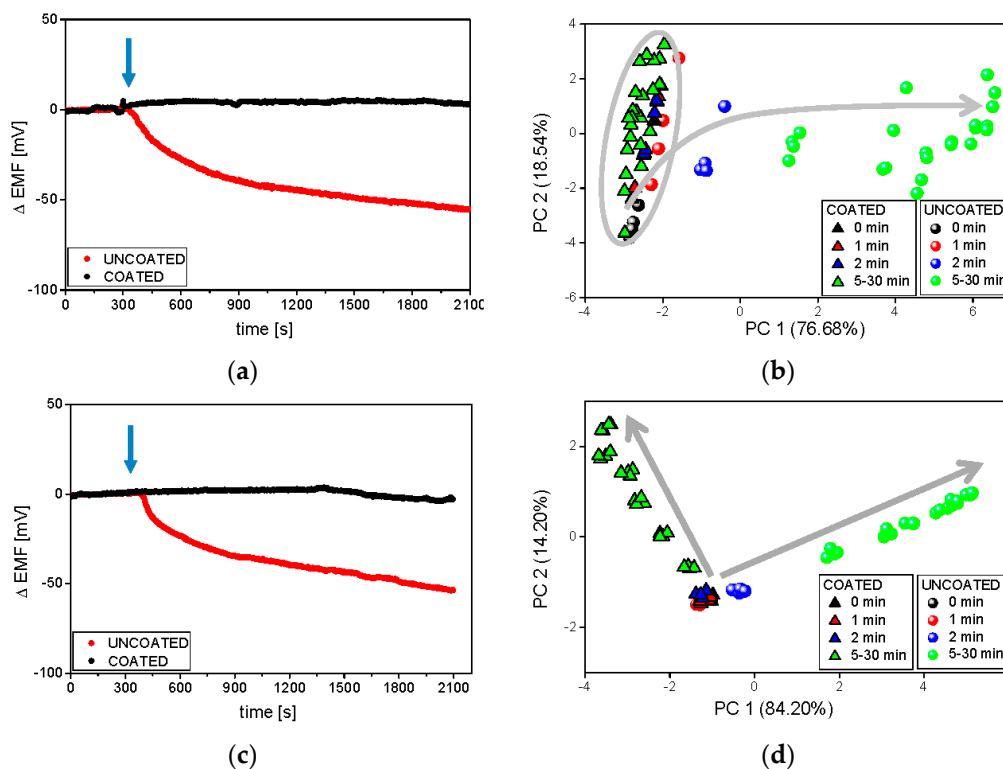 50
0
-50
-100
Δ EMF [mV]
UNCOATED
COATED
0 300 600 900 1200 1500 1800 2100
time [s]
(a)
4
2
0
-2
-4
-6
PC 2 (18.54%)
COATED
0 min
1 min
2 min
5-30 min
UNCOATED
0 min
1 min
2 min
5-30 min
-4 -2 0 2 4 6
PC 1 (76.68%)
(b)
50
0
-50
-100
Δ EMF [mV]
UNCOATED
COATED
0 300 600 900 1200 1500 1800 2100
time [s]
(c)
2
0
-2
PC 2 (14.20%)
COATED
0 min
1 min
2 min
5-30 min
UNCOATED
0 min
1 min
2 min
5-30 min
-4 -2 0 2 4
PC 1 (84.20%)
(d)